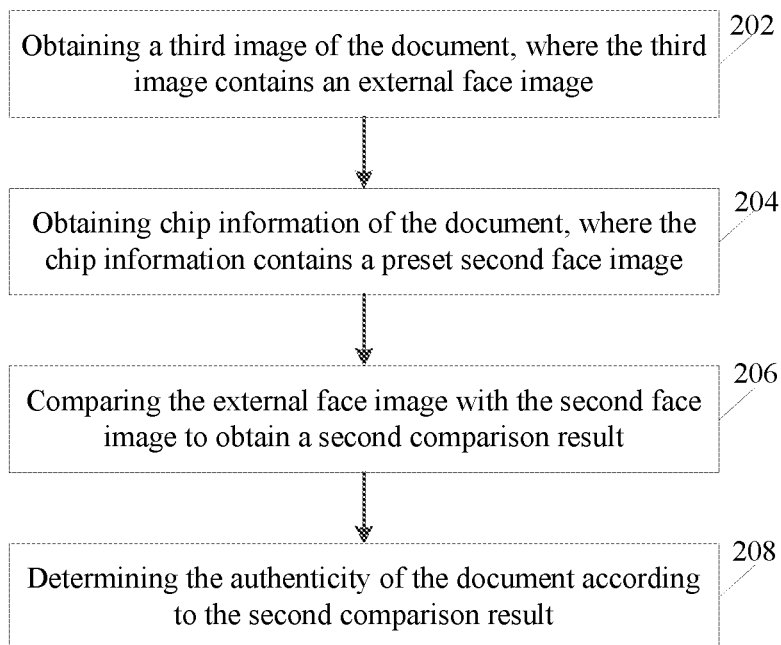 202
Obtaining a third image of the document, where the third
image contains an external face image
204
Obtaining chip information of the document, where the
chip information contains a preset second face image
206
Comparing the external face image with the second face
image to obtain a second comparison result
208
Determining the authenticity of the document according
to the second comparison result